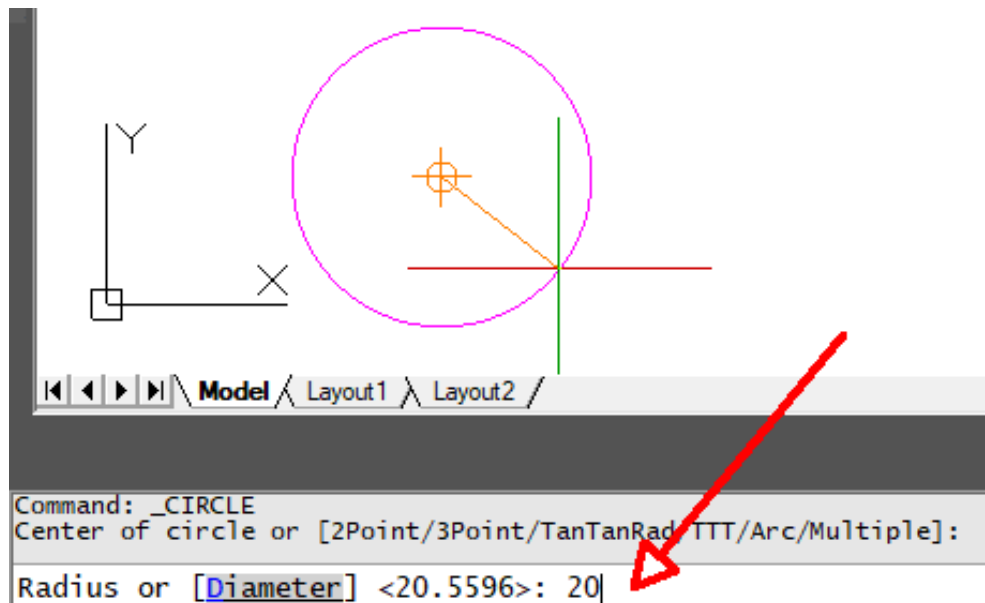 Y
X
Model Layout1 Layout2
Command: _CIRCLE
Center of circle or [2Point/3Point/TanTanRad/TTT/Arc/Multiple]:
Radius or [Diameter] <20.5596>: 20